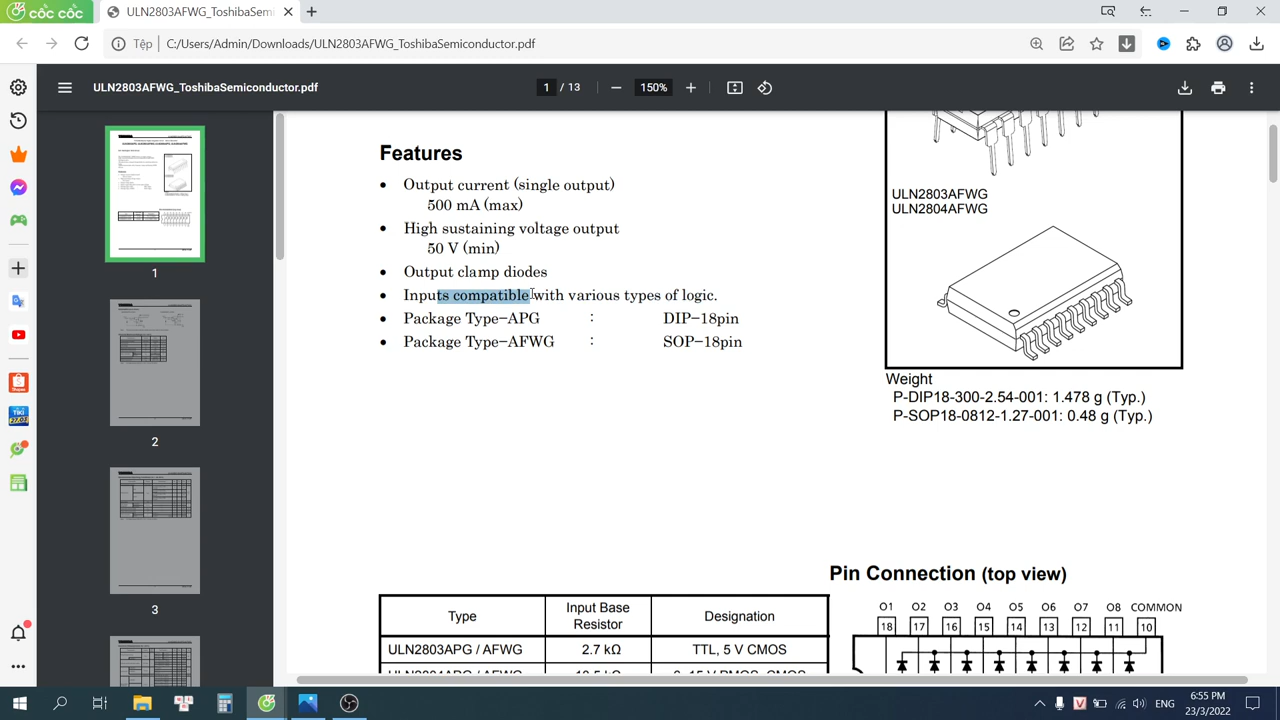 cốc cốc
ULN2803AFWG_ToshibaSemicondu
Tệp
C:/Users/Admin/Downloads/ULN2803AFWG_ToshibaSemiconductor.pdf
ULN2803AFWG_ToshibaSemiconductor.pdf
1 / 13
150%
Features
• Output current (single output)
500 mA (max)
• High sustaining voltage output
50 V (min)
• Output clamp diodes
• Inputs compatible with various types of logic.
• Package Type−APG : DIP−18pin
• Package Type−AFWG : SOP−18pin
ULN2803AFWG
ULN2804AFWG
Weight
P-DIP18-300-2.54-001: 1.478 g (Typ.)
P-SOP18-0812-1.27-001: 0.48 g (Typ.)
Pin Connection (top view)
Type
Input Base
Resistor
Designation
ULN2803APG / AFWG
2.7 kΩ
TTL, 5 V CMOS
O1 O2 O3 O4 O5 O6 O7 O8 COMMON
18 17 16 15 14 13 12 11 10
1
2
3
ENG
6:55 PM
23/3/2022